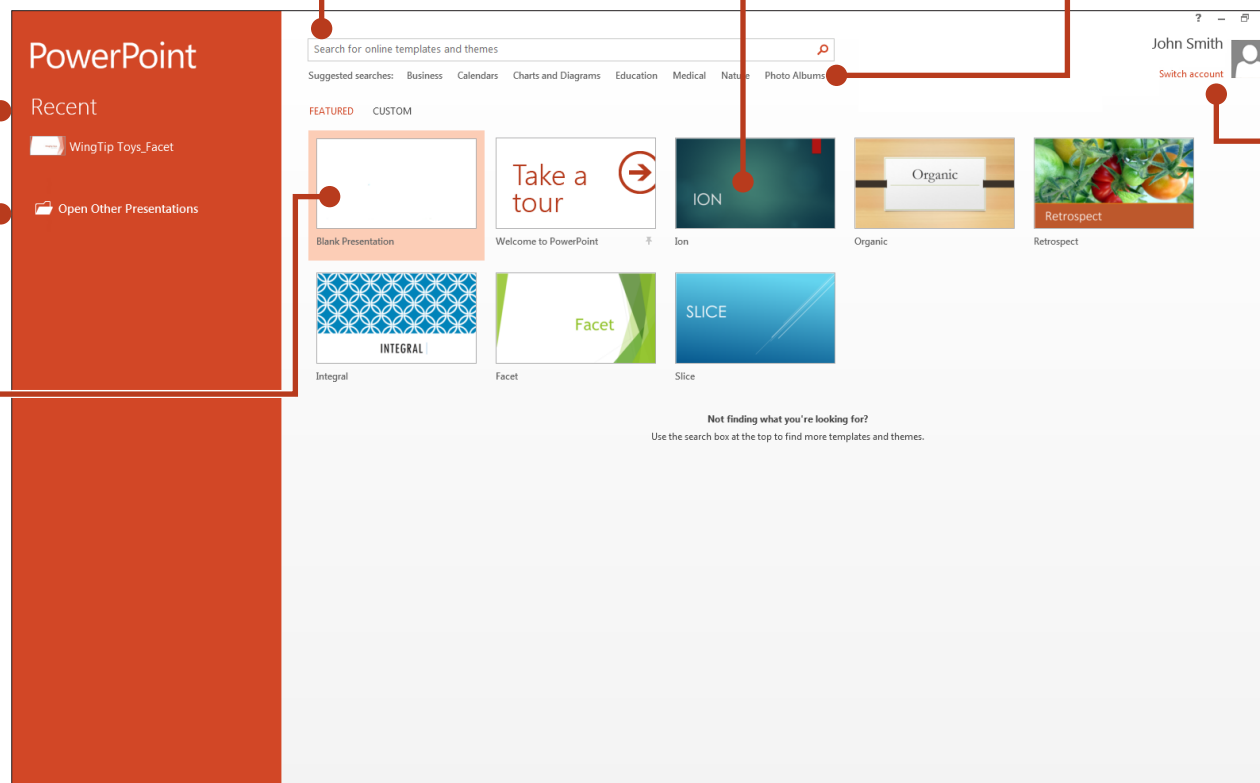 ?
PowerPoint
Search for online templates and themes
John Smith
Suggested searches: Business Calendars Charts and Diagrams Education Medical Nature Photo Albums
Switch account
Recent
FEATURED CUSTOM
WingTip Toys_Facet
Open Other Presentations
Take a
tour
ION
Organic
Retrospect
Blank Presentation
Welcome to PowerPoint
Ion
Organic
Retrospect
INTEGRAL
Facet
SLICE
Integral
Facet
Slice
Not finding what you're looking for?
Use the search box at the top to find more templates and themes.